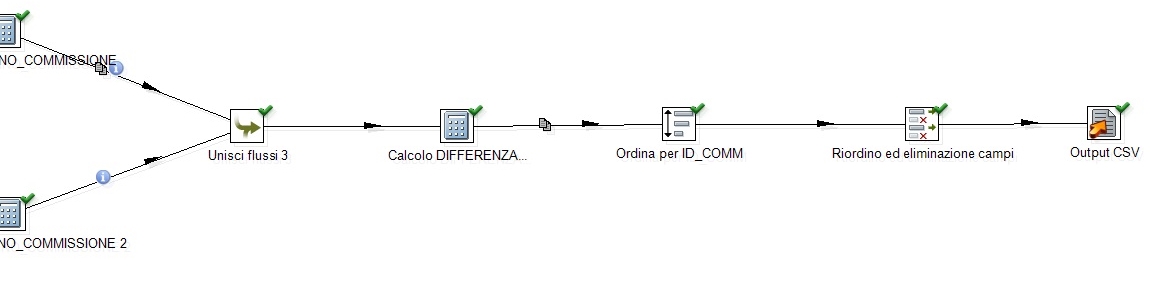 NO_COMMISSIONE
Unisci flussi 3
Calcolo DIFFERENZA...
Ordina per ID_COMM
Riordino ed eliminazione campi
Output CSV
NO_COMMISSIONE 2